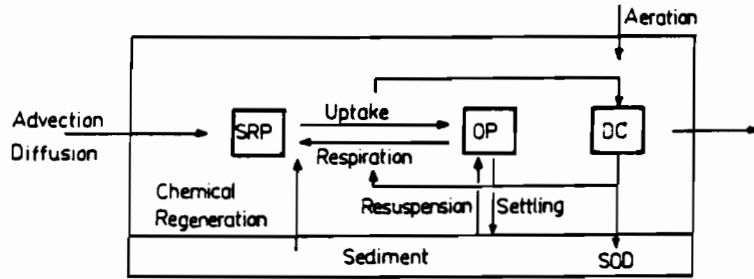 Aeration
Uptake
Advection
SRP
OP
DC
Diffusion
Respiration
Chemical
Regeneration
Resuspension
Settling
Sediment
SOD